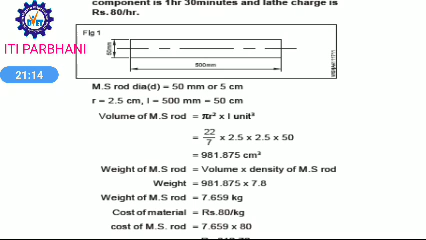 component is 1hr 30minutes and lathe charge is
Rs. 80/hr.
Fig 1
ITI PARBHANI
21:14
50mm
500mm
M.S rod dia(d) = 50 mm or 5 cm
r = 2.5 cm, l = 500 mm = 50 cm
Volume of M.S rod = πr² x l unit³
= 22/7 x 2.5 x 2.5 x 50
= 981.875 cm³
Weight of M.S rod = Volume x density of M.S rod
Weight = 981.875 x 7.8
Weight of M.S rod = 7.659 kg
Cost of material = Rs.80/kg
cost of M.S. rod = 7.659 x 80